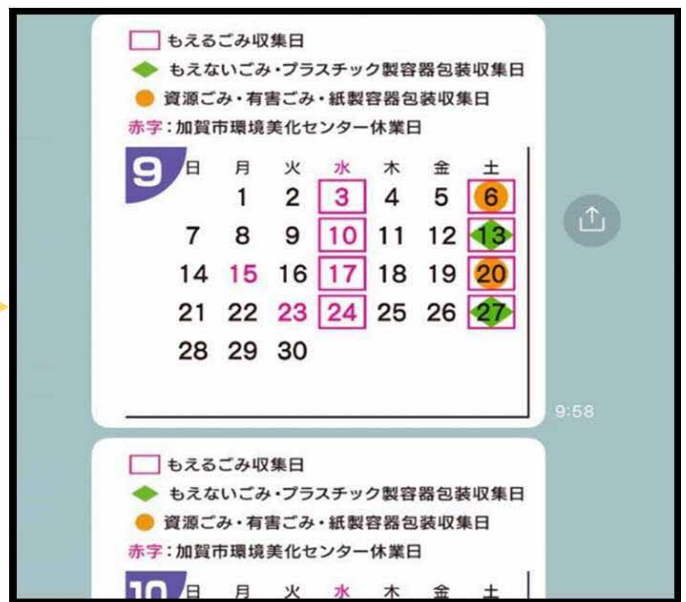 もえるごみ収集日
もえないごみ・プラスチック製容器包装収集日
資源ごみ・有害ごみ・紙製容器包装収集日
赤字:加賀市環境美化センター休業日
9 日 月 火 水 木 金 土
1 2 3 4 5 6
7 8 9 10 11 12 13
14 15 16 17 18 19 20
21 22 23 24 25 26 27
28 29 30
9:58
もえるごみ収集日
もえないごみ・プラスチック製容器包装収集日
資源ごみ・有害ごみ・紙製容器包装収集日
赤字:加賀市環境美化センター休業日
10 日 月 火 水 木 金 土